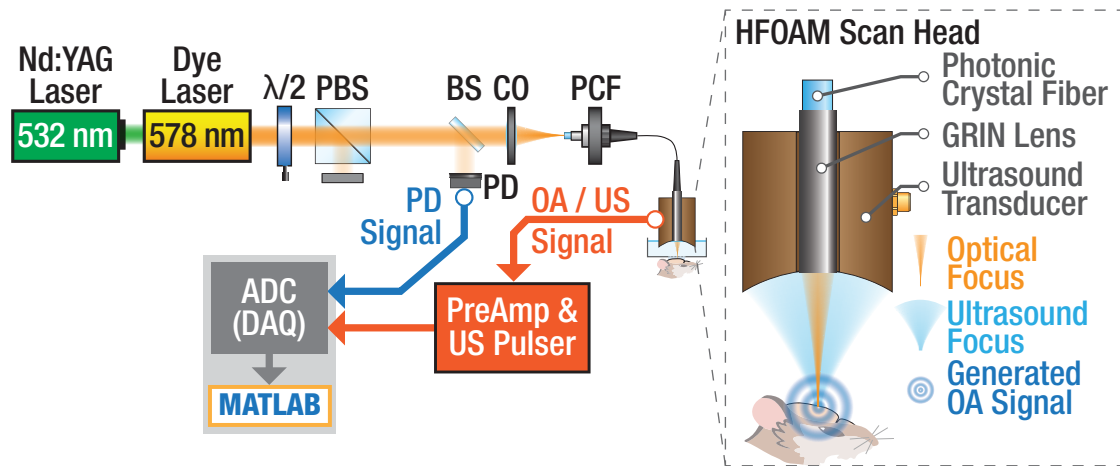 Nd:YAG
Laser
532 nm
Dye
Laser
578 nm
λ/2
PBS
BS
CO
PCF
PD
PD
Signal
OA / US
Signal
ADC
(DAQ)
PreAmp &
US Pulser
MATLAB
HFOAM Scan Head
Photonic
Crystal Fiber
GRIN Lens
Ultrasound
Transducer
Optical
Focus
Ultrasound
Focus
Generated
OA Signal